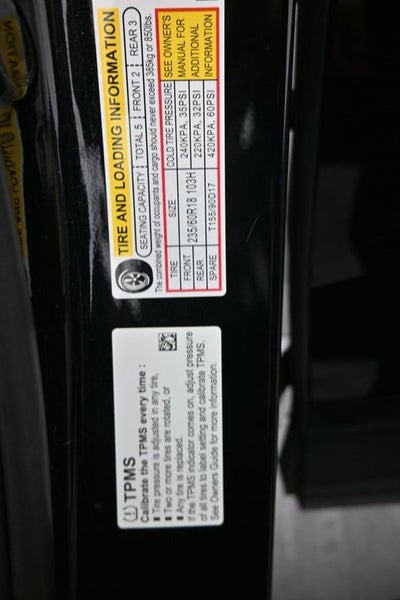 TIRE AND LOADING INFORMATION
SEATING CAPACITY TOTAL 5 FRONT 2 REAR 3
The combined weight of occupants and cargo should never exceed 385kg or 850lbs.
TIRE SIZE COLD TIRE PRESSURE SEE OWNER'S
FRONT 235/60R18 103H 240KPA, 35PSI MANUAL FOR
REAR 220KPA, 32PSI ADDITIONAL
SPARE T155/90D17 420KPA, 60PSI INFORMATION
TPMS
Calibrate the TPMS every time :
■ Tire pressure is adjusted in any tire,
■ Two or more tires are rotated, or
■ Any tire is replaced.
If the TPMS indicator comes on, adjust pressure
of all tires to label setting and calibrate TPMS.
See Owners Guide for more information.